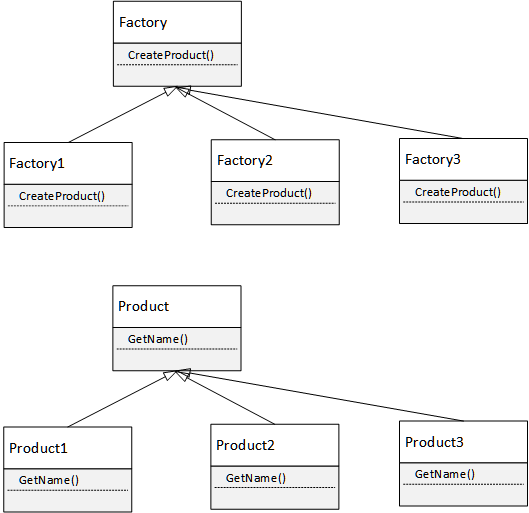 Factory
CreateProduct()
Factory1
CreateProduct()
Factory2
CreateProduct()
Factory3
CreateProduct()
Product
GetName()
Product1
GetName()
Product2
GetName()
Product3
GetName()